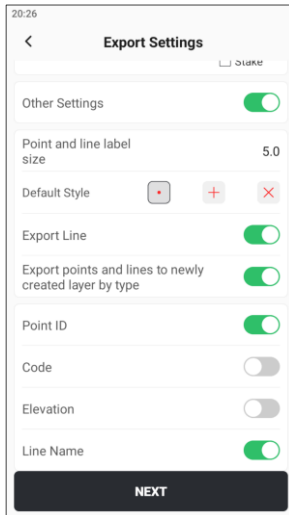 20:26
Export Settings
Stake
Other Settings
Point and line label
size
5.0
Default Style
Export Line
Export points and lines to newly
created layer by type
Point ID
Code
Elevation
Line Name
NEXT